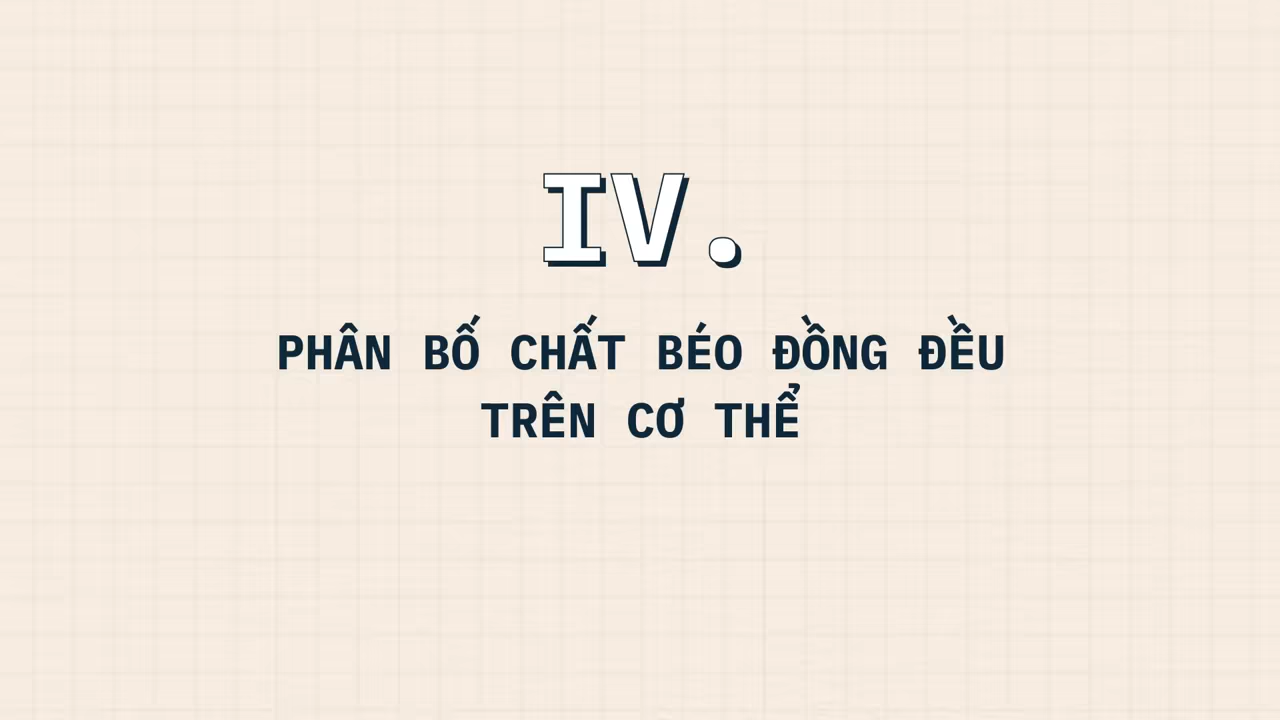 IV.
PHÂN BỐ CHẤT BÉO ĐỒNG ĐỀU
TRÊN CƠ THỂ